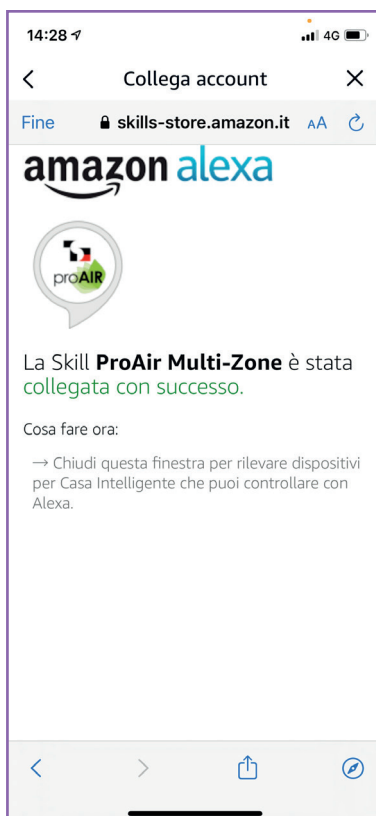 14:28
4G
Collega account
Fine
skills-store.amazon.it
AA
amazon alexa
proAIR
La Skill ProAir Multi-Zone è stata
collegata con successo.
Cosa fare ora:
→ Chiudi questa finestra per rilevare dispositivi
per Casa Intelligente che puoi controllare con
Alexa.